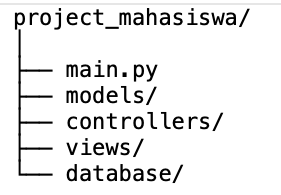 project_mahasiswa/
│
├── main.py
├── models/
├── controllers/
├── views/
└── database/